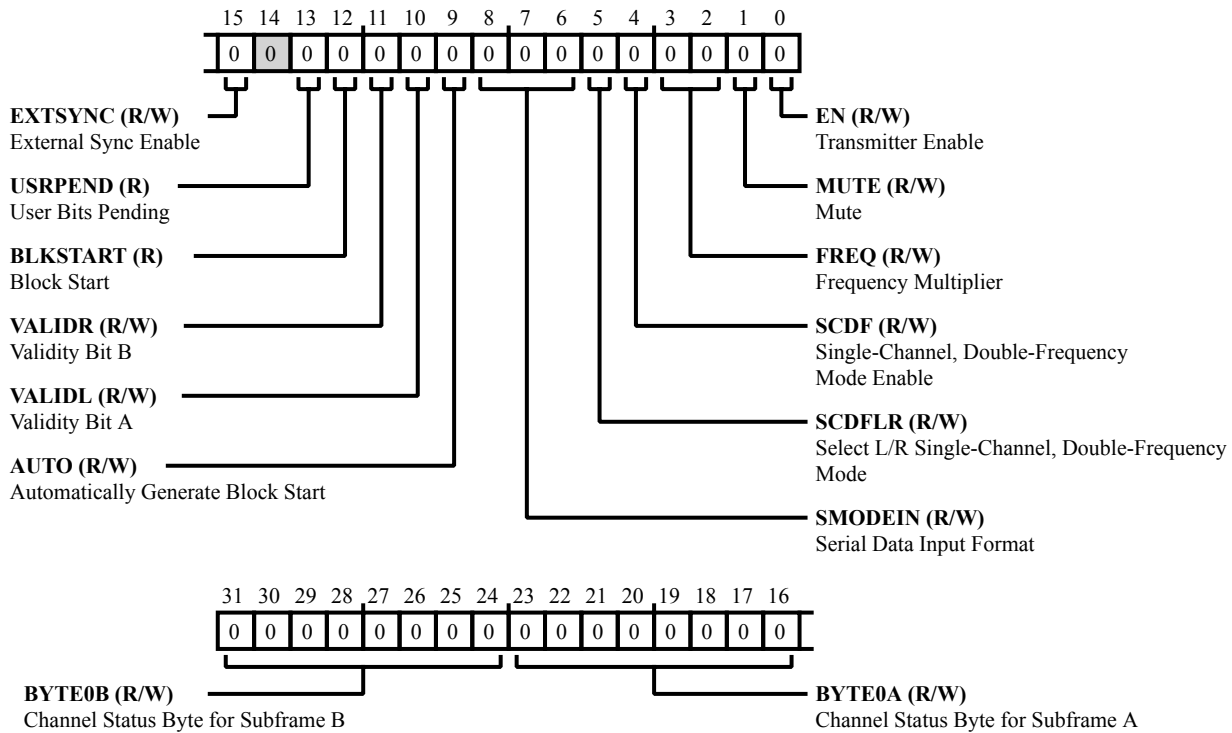 15 14 13 12 11 10 9 8 7 6 5 4 3 2 1 0
0 0 0 0 0 0 0 0 0 0 0 0 0 0 0 0
EXTSYNC (R/W)
External Sync Enable
USRPEND (R)
User Bits Pending
BLKSTART (R)
Block Start
VALIDR (R/W)
Validity Bit B
VALIDL (R/W)
Validity Bit A
AUTO (R/W)
Automatically Generate Block Start
EN (R/W)
Transmitter Enable
MUTE (R/W)
Mute
FREQ (R/W)
Frequency Multiplier
SCDF (R/W)
Single-Channel, Double-Frequency
Mode Enable
SCDFLR (R/W)
Select L/R Single-Channel, Double-Frequency
Mode
SMODEIN (R/W)
Serial Data Input Format
31 30 29 28 27 26 25 24 23 22 21 20 19 18 17 16
0 0 0 0 0 0 0 0 0 0 0 0 0 0 0 0
BYTE0B (R/W)
Channel Status Byte for Subframe B
BYTE0A (R/W)
Channel Status Byte for Subframe A